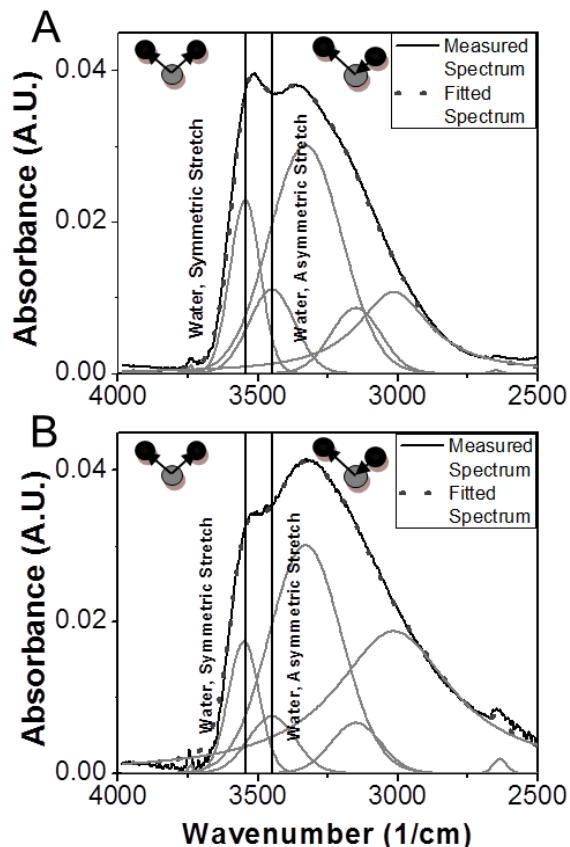 A
Absorbance (A.U.)
0.04
0.02
0.00
Water, Symmetric Stretch
Water, Asymmetric Stretch
Measured
Spectrum
Fitted
Spectrum
4000 3500 3000 2500
B
Absorbance (A.U.)
0.04
0.02
0.00
Water, Symmetric Stretch
Water, Asymmetric Stretch
Measured
Spectrum
Fitted
Spectrum
4000 3500 3000 2500
Wavenumber (1/cm)